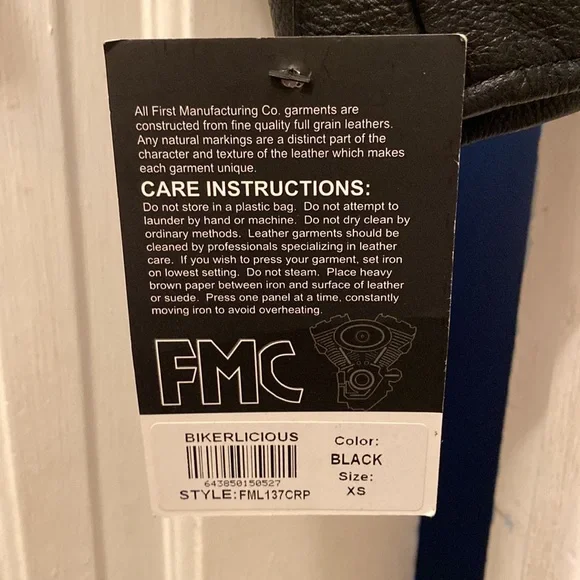 All First Manufacturing Co. garments are
constructed from fine quality full grain leathers.
Any natural markings are a distinct part of the
character and texture of the leather which makes
each garment unique.
CARE INSTRUCTIONS:
Do not store in a plastic bag. Do not attempt to
launder by hand or machine. Do not dry clean by
ordinary methods. Leather garments should be
cleaned by professionals specializing in leather
care. If you wish to press your garment, set iron
on lowest setting. Do not steam. Place heavy
brown paper between iron and surface of leather
or suede. Press one panel at a time, constantly
moving iron to avoid overheating.
FMC
BIKERLICIOUS
643850150527
STYLE:FML137CRP
Color:
BLACK
Size:
XS